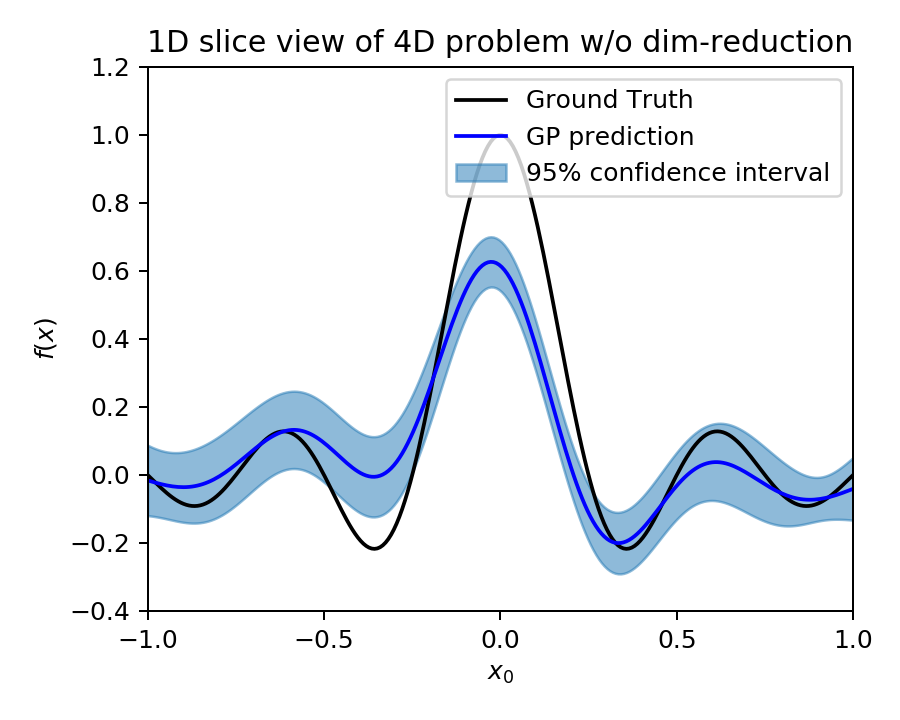 1D slice view of 4D problem w/o dim-reduction
1.2
1.0
0.8
0.6
0.4
0.2
0.0
−0.2
−0.4
f(x)
Ground Truth
GP prediction
95% confidence interval
−1.0 −0.5 0.0 0.5 1.0
x₀